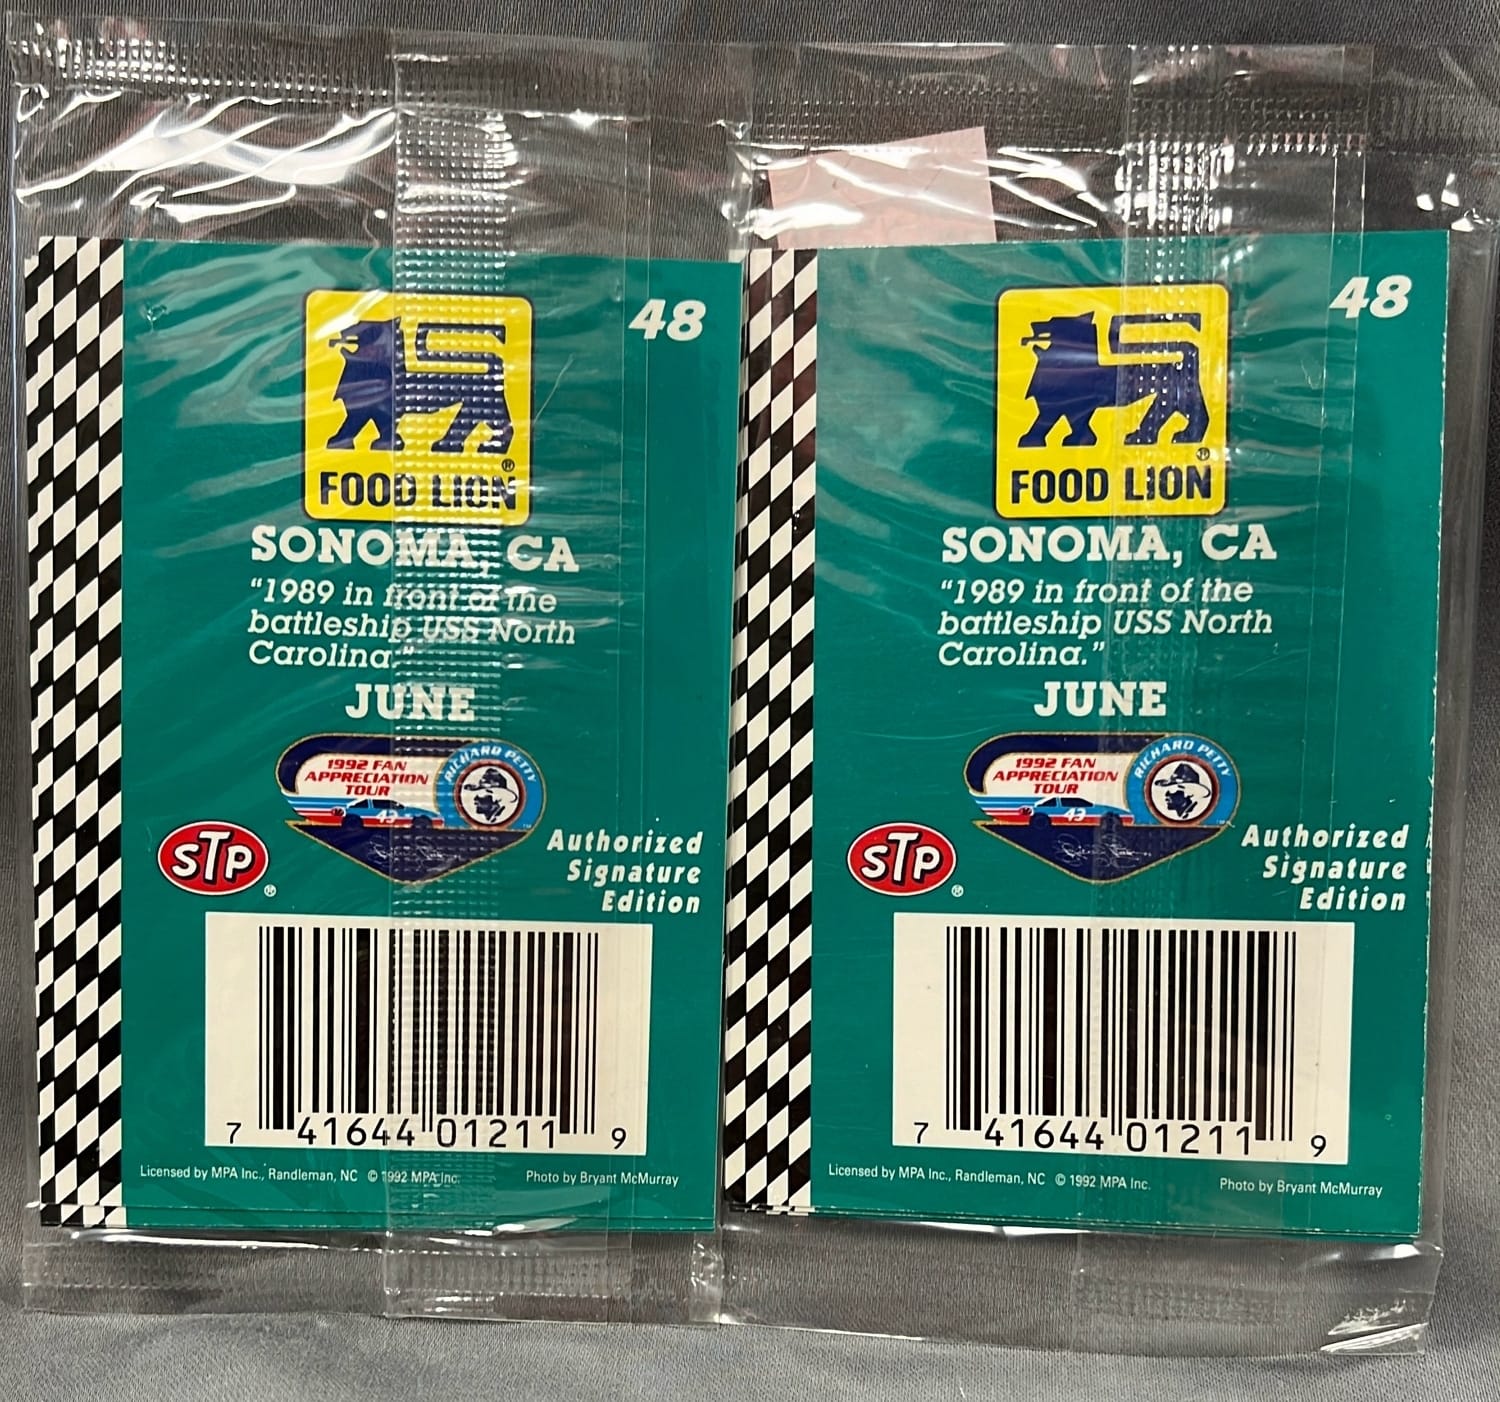 48
FOOD LION®
SONOMA, CA
"1989 in front of the
battleship USS North
Carolina."
JUNE
1992 FAN
APPRECIATION
TOUR
RICHARD PETTY
43
STP®
Authorized
Signature
Edition
7 41644 01211 9
Licensed by MPA Inc., Randleman, NC © 1992 MPA Inc.
Photo by Bryant McMurray
48
FOOD LION®
SONOMA, CA
"1989 in front of the
battleship USS North
Carolina."
JUNE
1992 FAN
APPRECIATION
TOUR
RICHARD PETTY
43
STP®
Authorized
Signature
Edition
7 41644 01211 9
Licensed by MPA Inc., Randleman, NC © 1992 MPA Inc.
Photo by Bryant McMurray